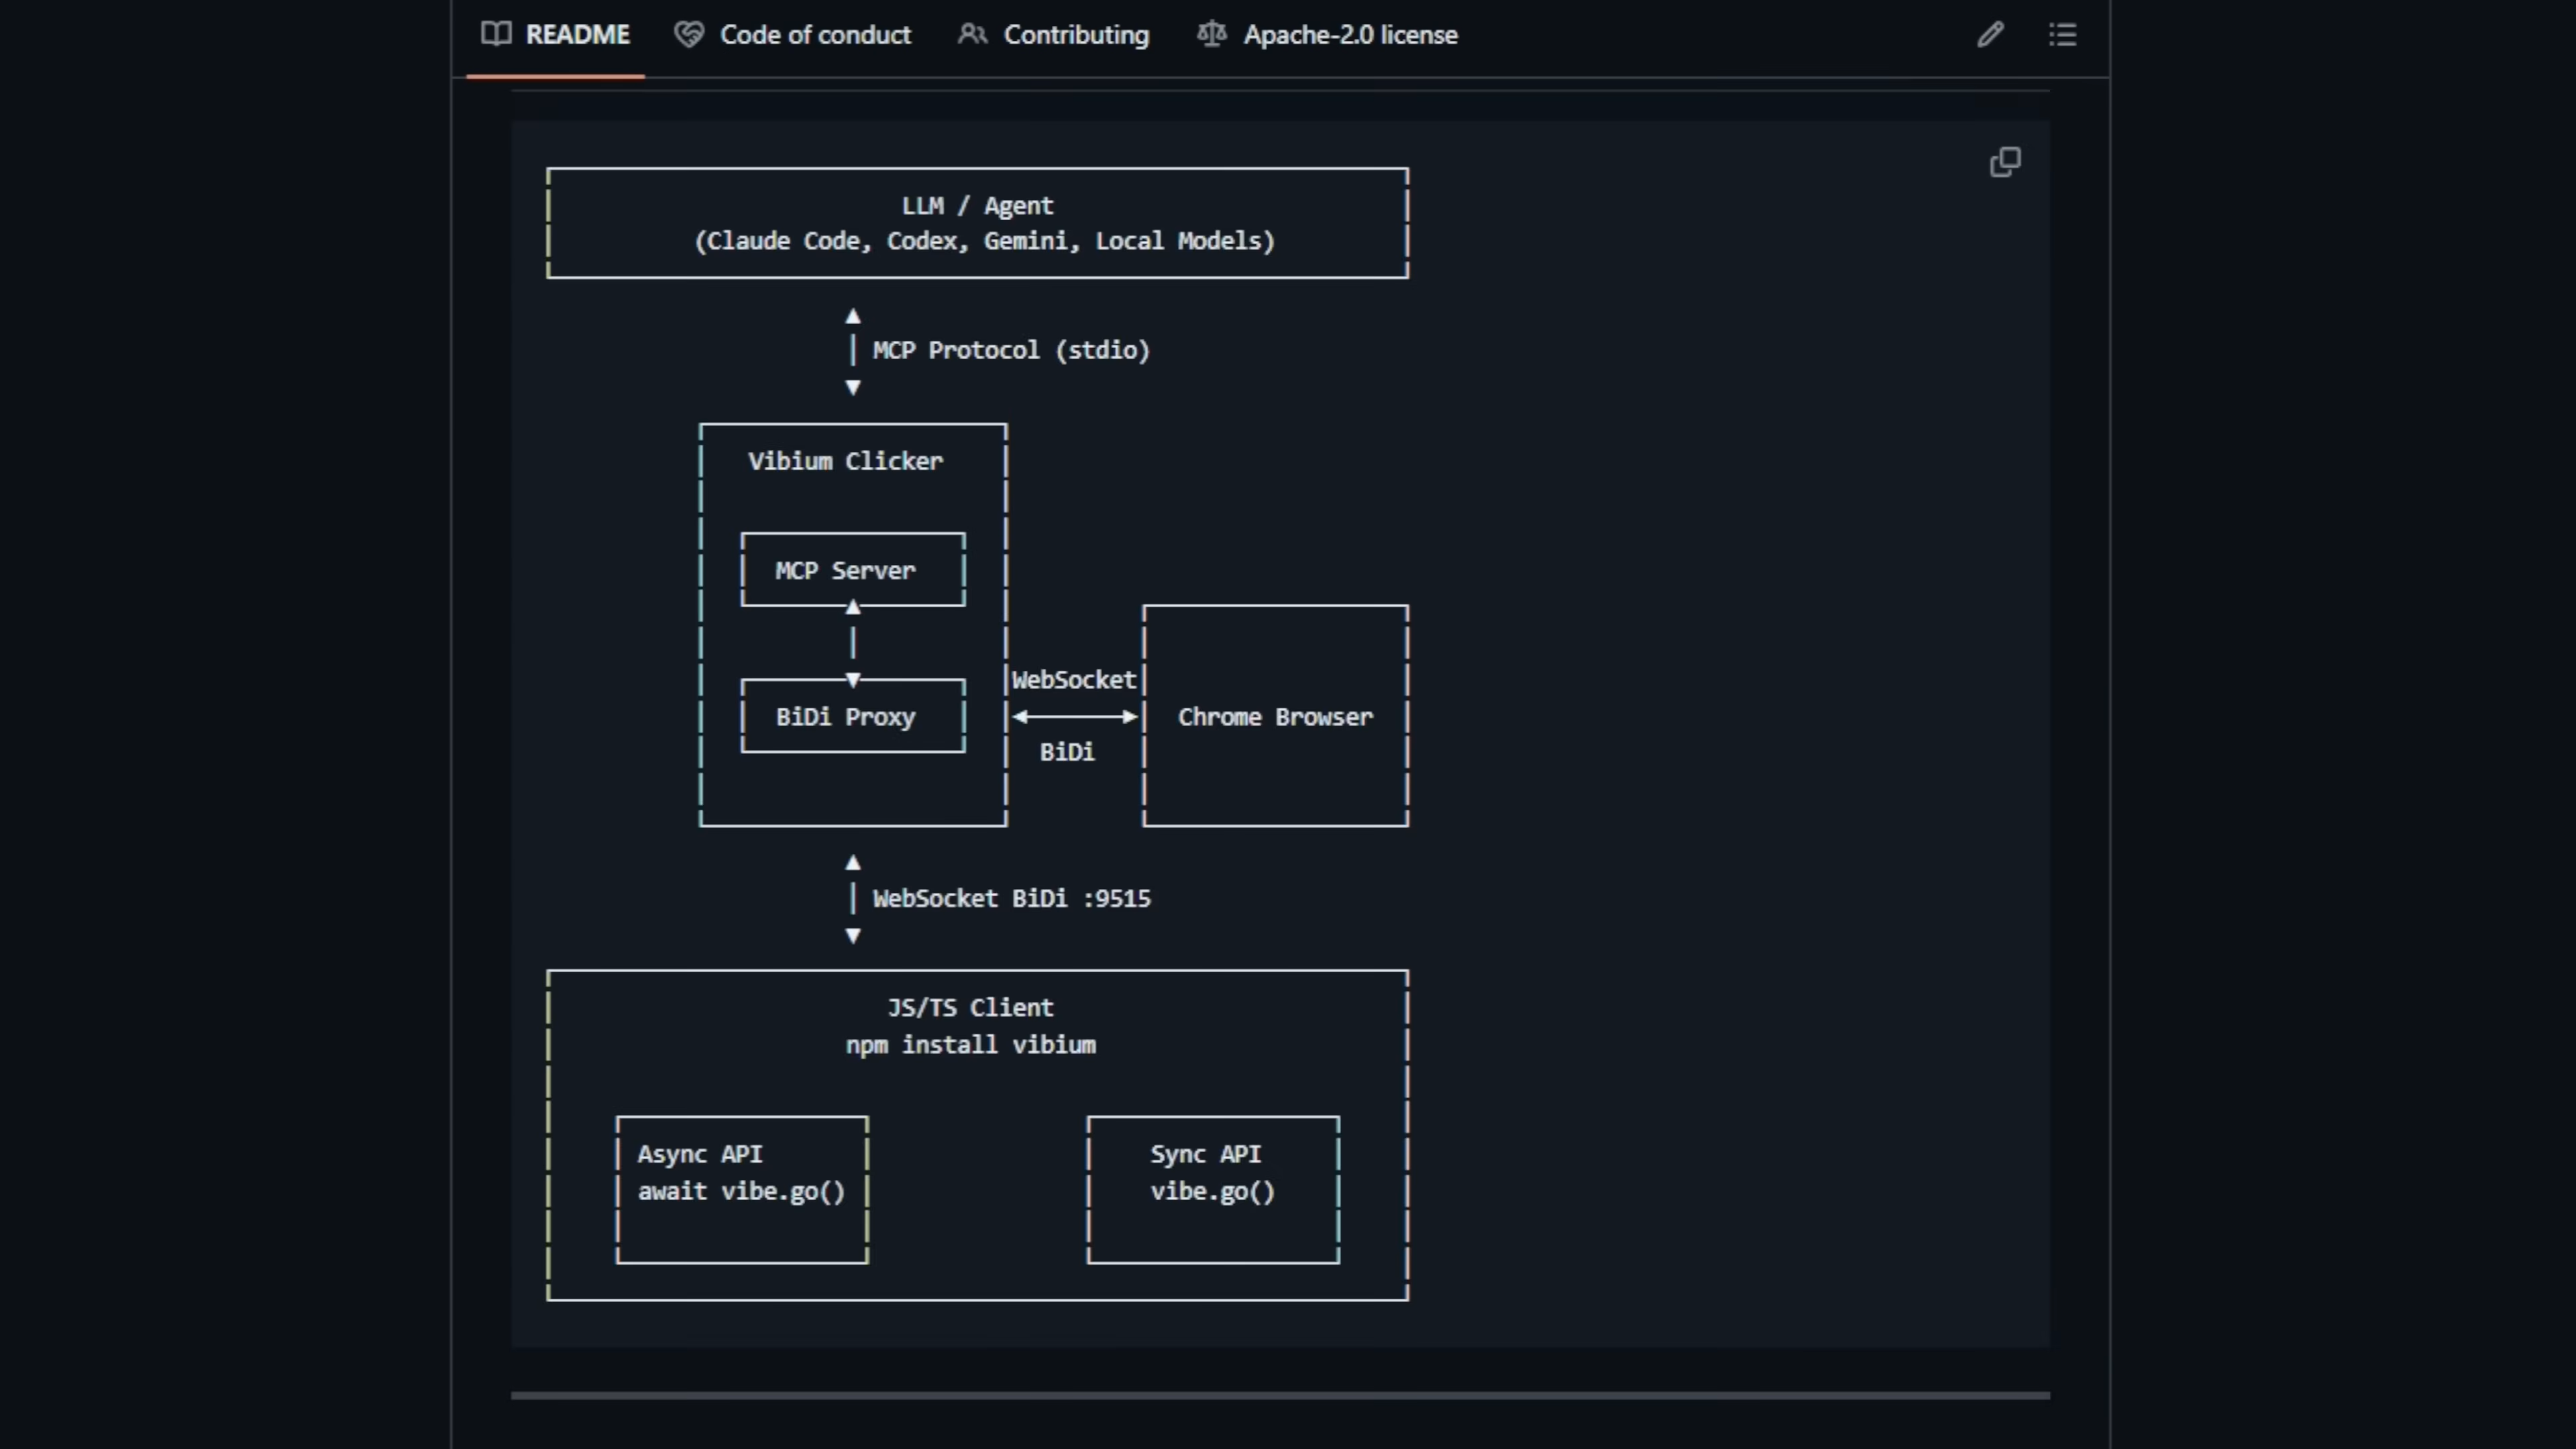 README
Code of conduct
Contributing
Apache-2.0 license
LLM / Agent
(Claude Code, Codex, Gemini, Local Models)
MCP Protocol (stdio)
Vibium Clicker
MCP Server
BiDi Proxy
WebSocket
BiDi
Chrome Browser
WebSocket BiDi :9515
JS/TS Client
npm install vibium
Async API
await vibe.go()
Sync API
vibe.go()